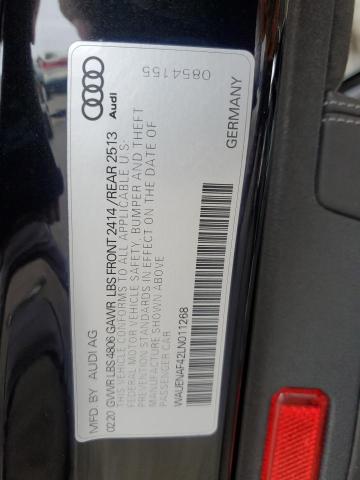 Audi
0854155
GERMANY
MFD BY AUDI AG
02.20 GVWR LBS 4806 GAWR LBS FRONT 2414 / REAR 2513
THIS VEHICLE CONFORMS TO ALL APPLICABLE U.S.
FEDERAL MOTOR VEHICLE SAFETY, BUMPER AND THEFT
PREVENTION STANDARDS IN EFFECT ON THE DATE OF
MANUFACTURE SHOWN ABOVE
PASSENGER CAR
WAUENAF42LN011268